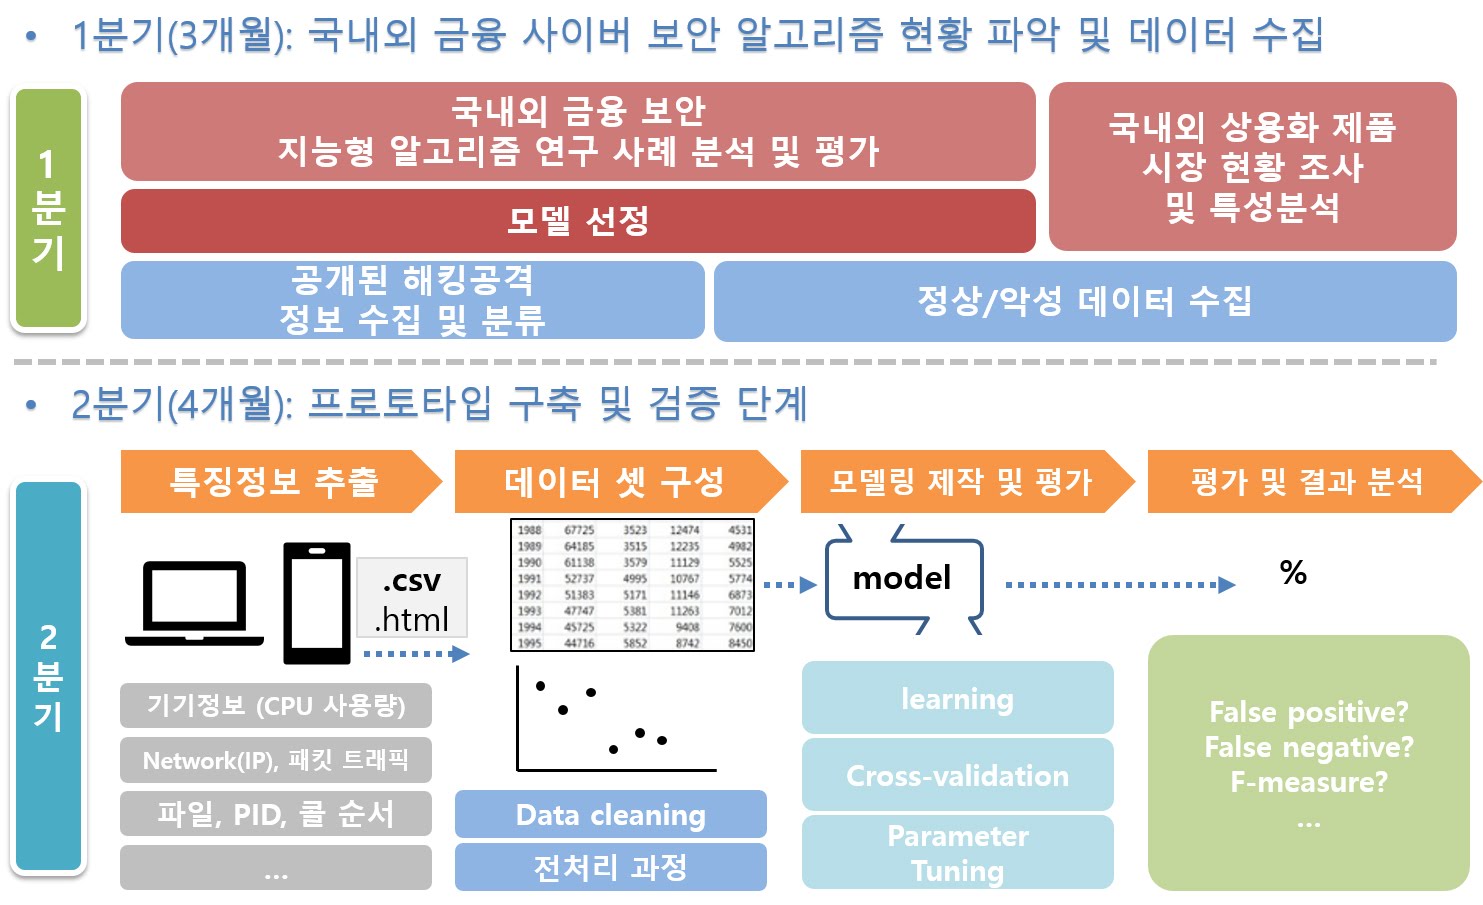 • 1분기(3개월): 국내외 금융 사이버 보안 알고리즘 현황 파악 및 데이터 수집
1
분
기
국내외 금융 보안
지능형 알고리즘 연구 사례 분석 및 평가
국내외 상용화 제품
시장 현황 조사
및 특성분석
모델 선정
공개된 해킹공격
정보 수집 및 분류
정상/악성 데이터 수집
• 2분기(4개월): 프로토타입 구축 및 검증 단계
2
분
기
특징정보 추출
데이터 셋 구성
모델링 제작 및 평가
평가 및 결과 분석
.csv
.html
1988 67725 3523 12474 4531
1989 64185 3515 12235 4982
1990 61138 3579 11129 5525
1991 52737 4995 10767 5774
1992 51383 5171 11146 6873
1993 47747 5381 11263 7012
1994 45725 5322 9408 7600
1995 44716 5852 8742 8450
model
%
기기정보 (CPU 사용량)
Network(IP), 패킷 트래픽
파일, PID, 콜 순서
...
Data cleaning
전처리 과정
learning
Cross-validation
Parameter
Tuning
False positive?
False negative?
F-measure?
...